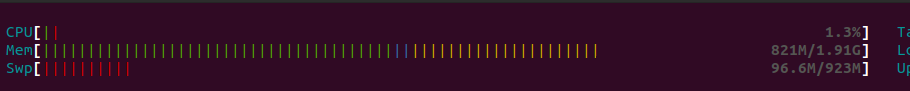 CPU[|| 1.3%] Ta
Mem[|||||||||||||||||||||||||||||||||||||||||||||||||||||||||||||| 821M/1.91G] Lo
Swp[|||||||||| 96.6M/923M] Up